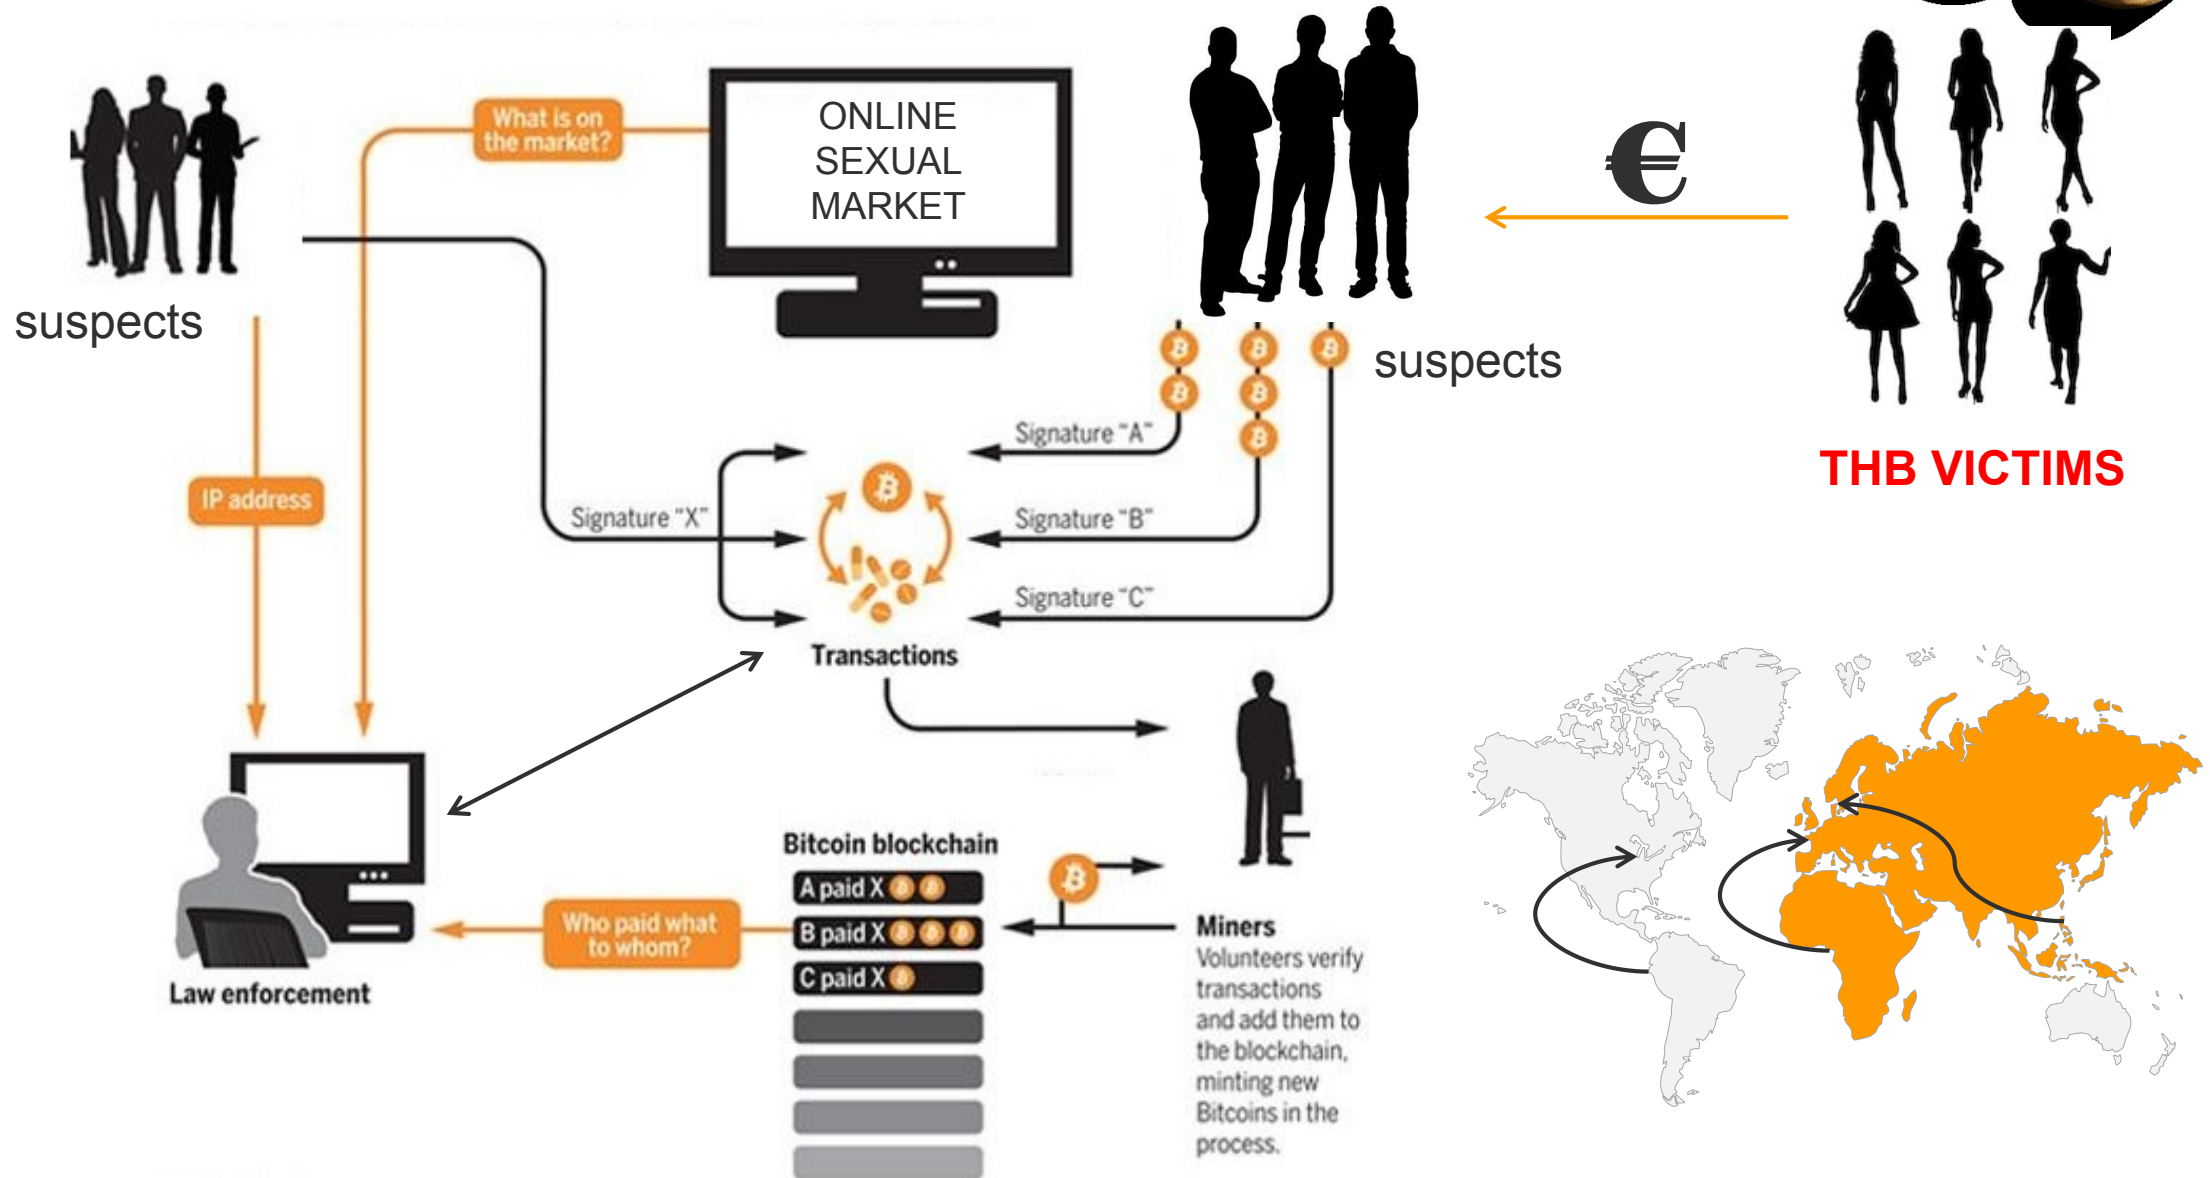 What is on
the market?
ONLINE
SEXUAL
MARKET
€
suspects
suspects
THB VICTIMS
IP address
Signature "X"
Signature "A"
Signature "B"
Signature "C"
Transactions
Law enforcement
Who paid what
to whom?
Bitcoin blockchain
A paid X
B paid X
C paid X
Miners
Volunteers verify
transactions
and add them to
the blockchain,
minting new
Bitcoins in the
process.